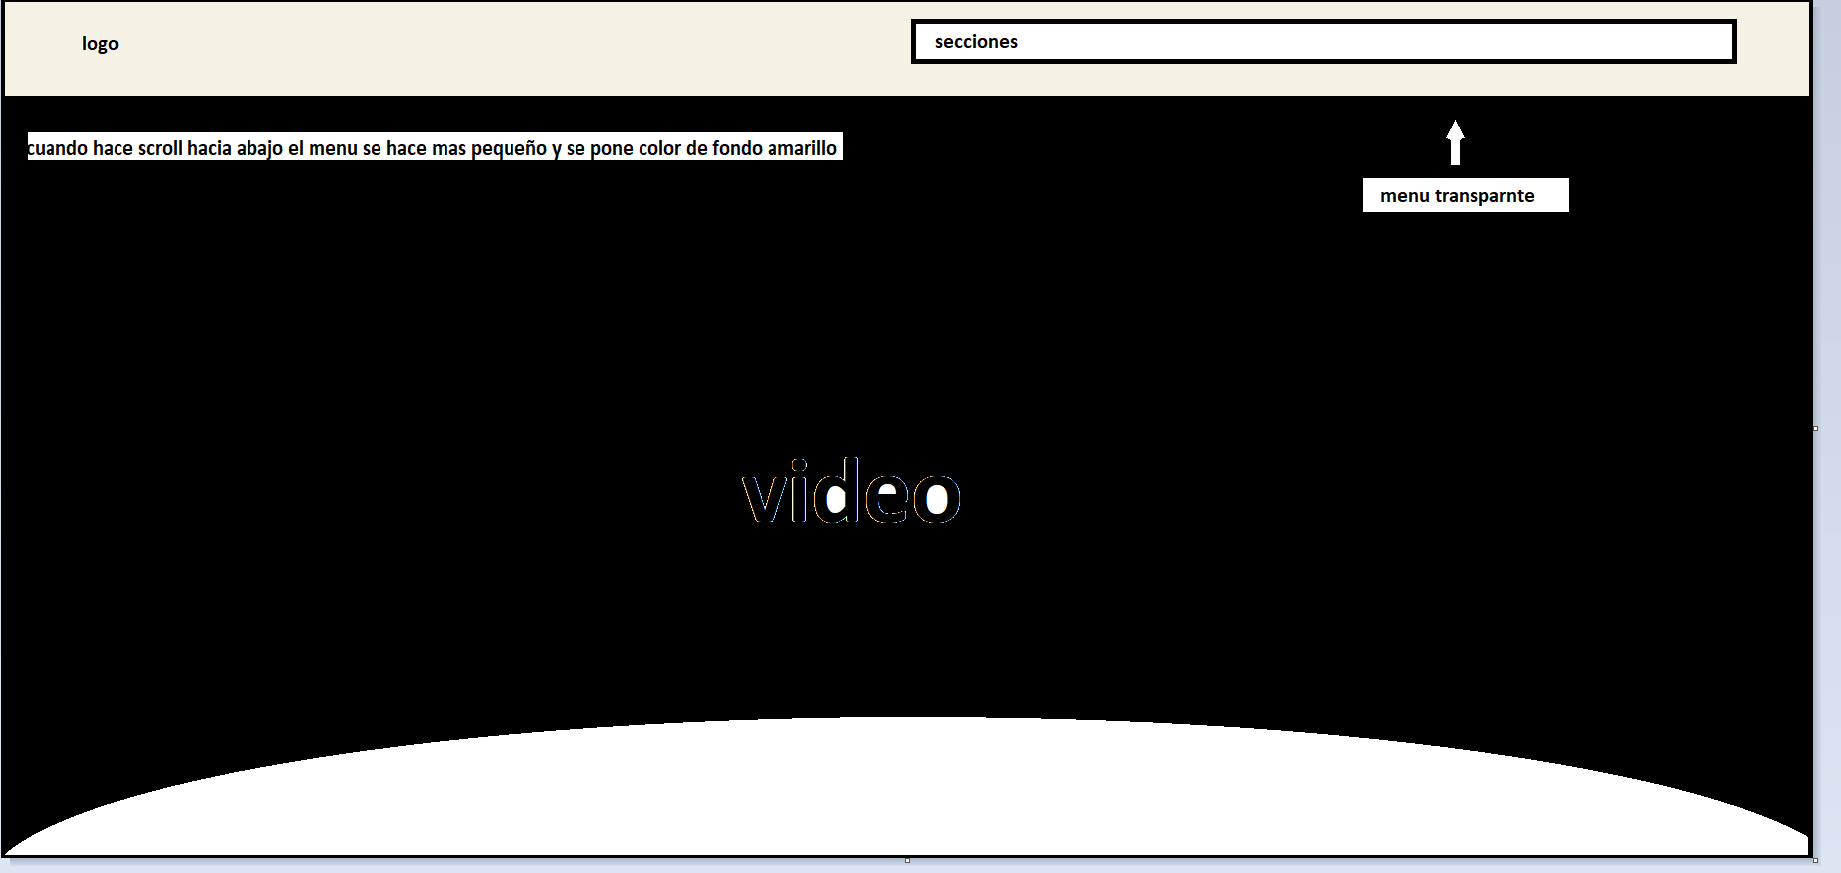 logo
secciones
cuando hace scroll hacia abajo el menu se hace mas pequeño y se pone color de fondo amarillo
menu transparnte
video